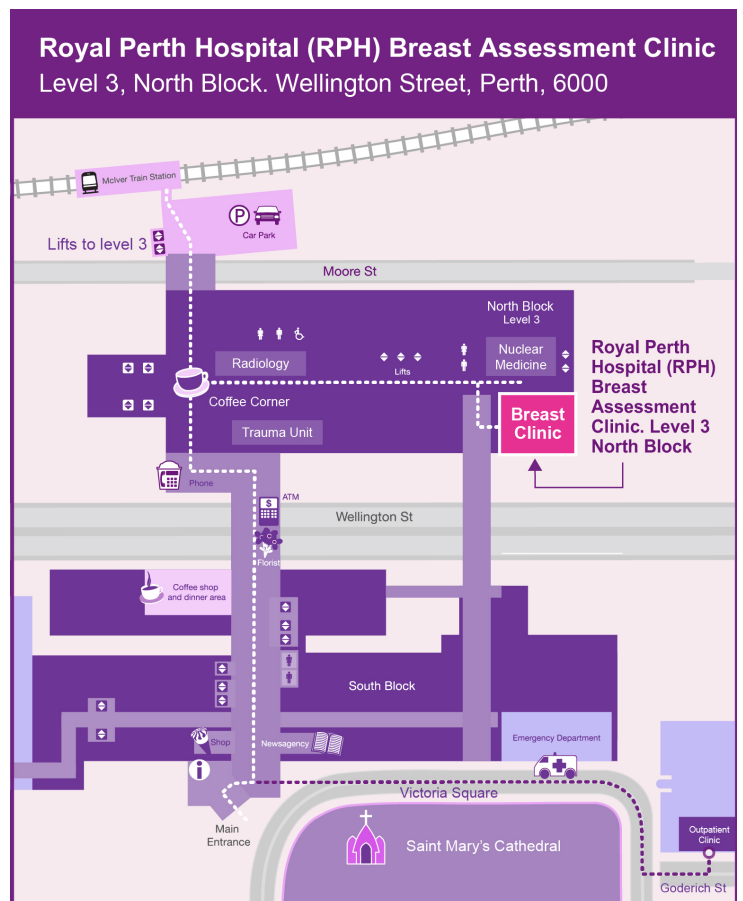 Royal Perth Hospital (RPH) Breast Assessment Clinic
Level 3, North Block. Wellington Street, Perth, 6000
McIver Train Station
P
Car Park
Lifts to level 3
Moore St
North Block
Level 3
Radiology
Lifts
Nuclear
Medicine
Royal Perth
Hospital (RPH)
Breast
Assessment
Clinic. Level 3
North Block
Coffee Corner
Breast
Clinic
Trauma Unit
Phone
ATM
$
Wellington St
Florist
Coffee shop
and dinner area
South Block
Shop
Newsagency
Emergency Department
i
Victoria Square
Main
Entrance
Saint Mary's Cathedral
Outpatient
Clinic
Goderich St